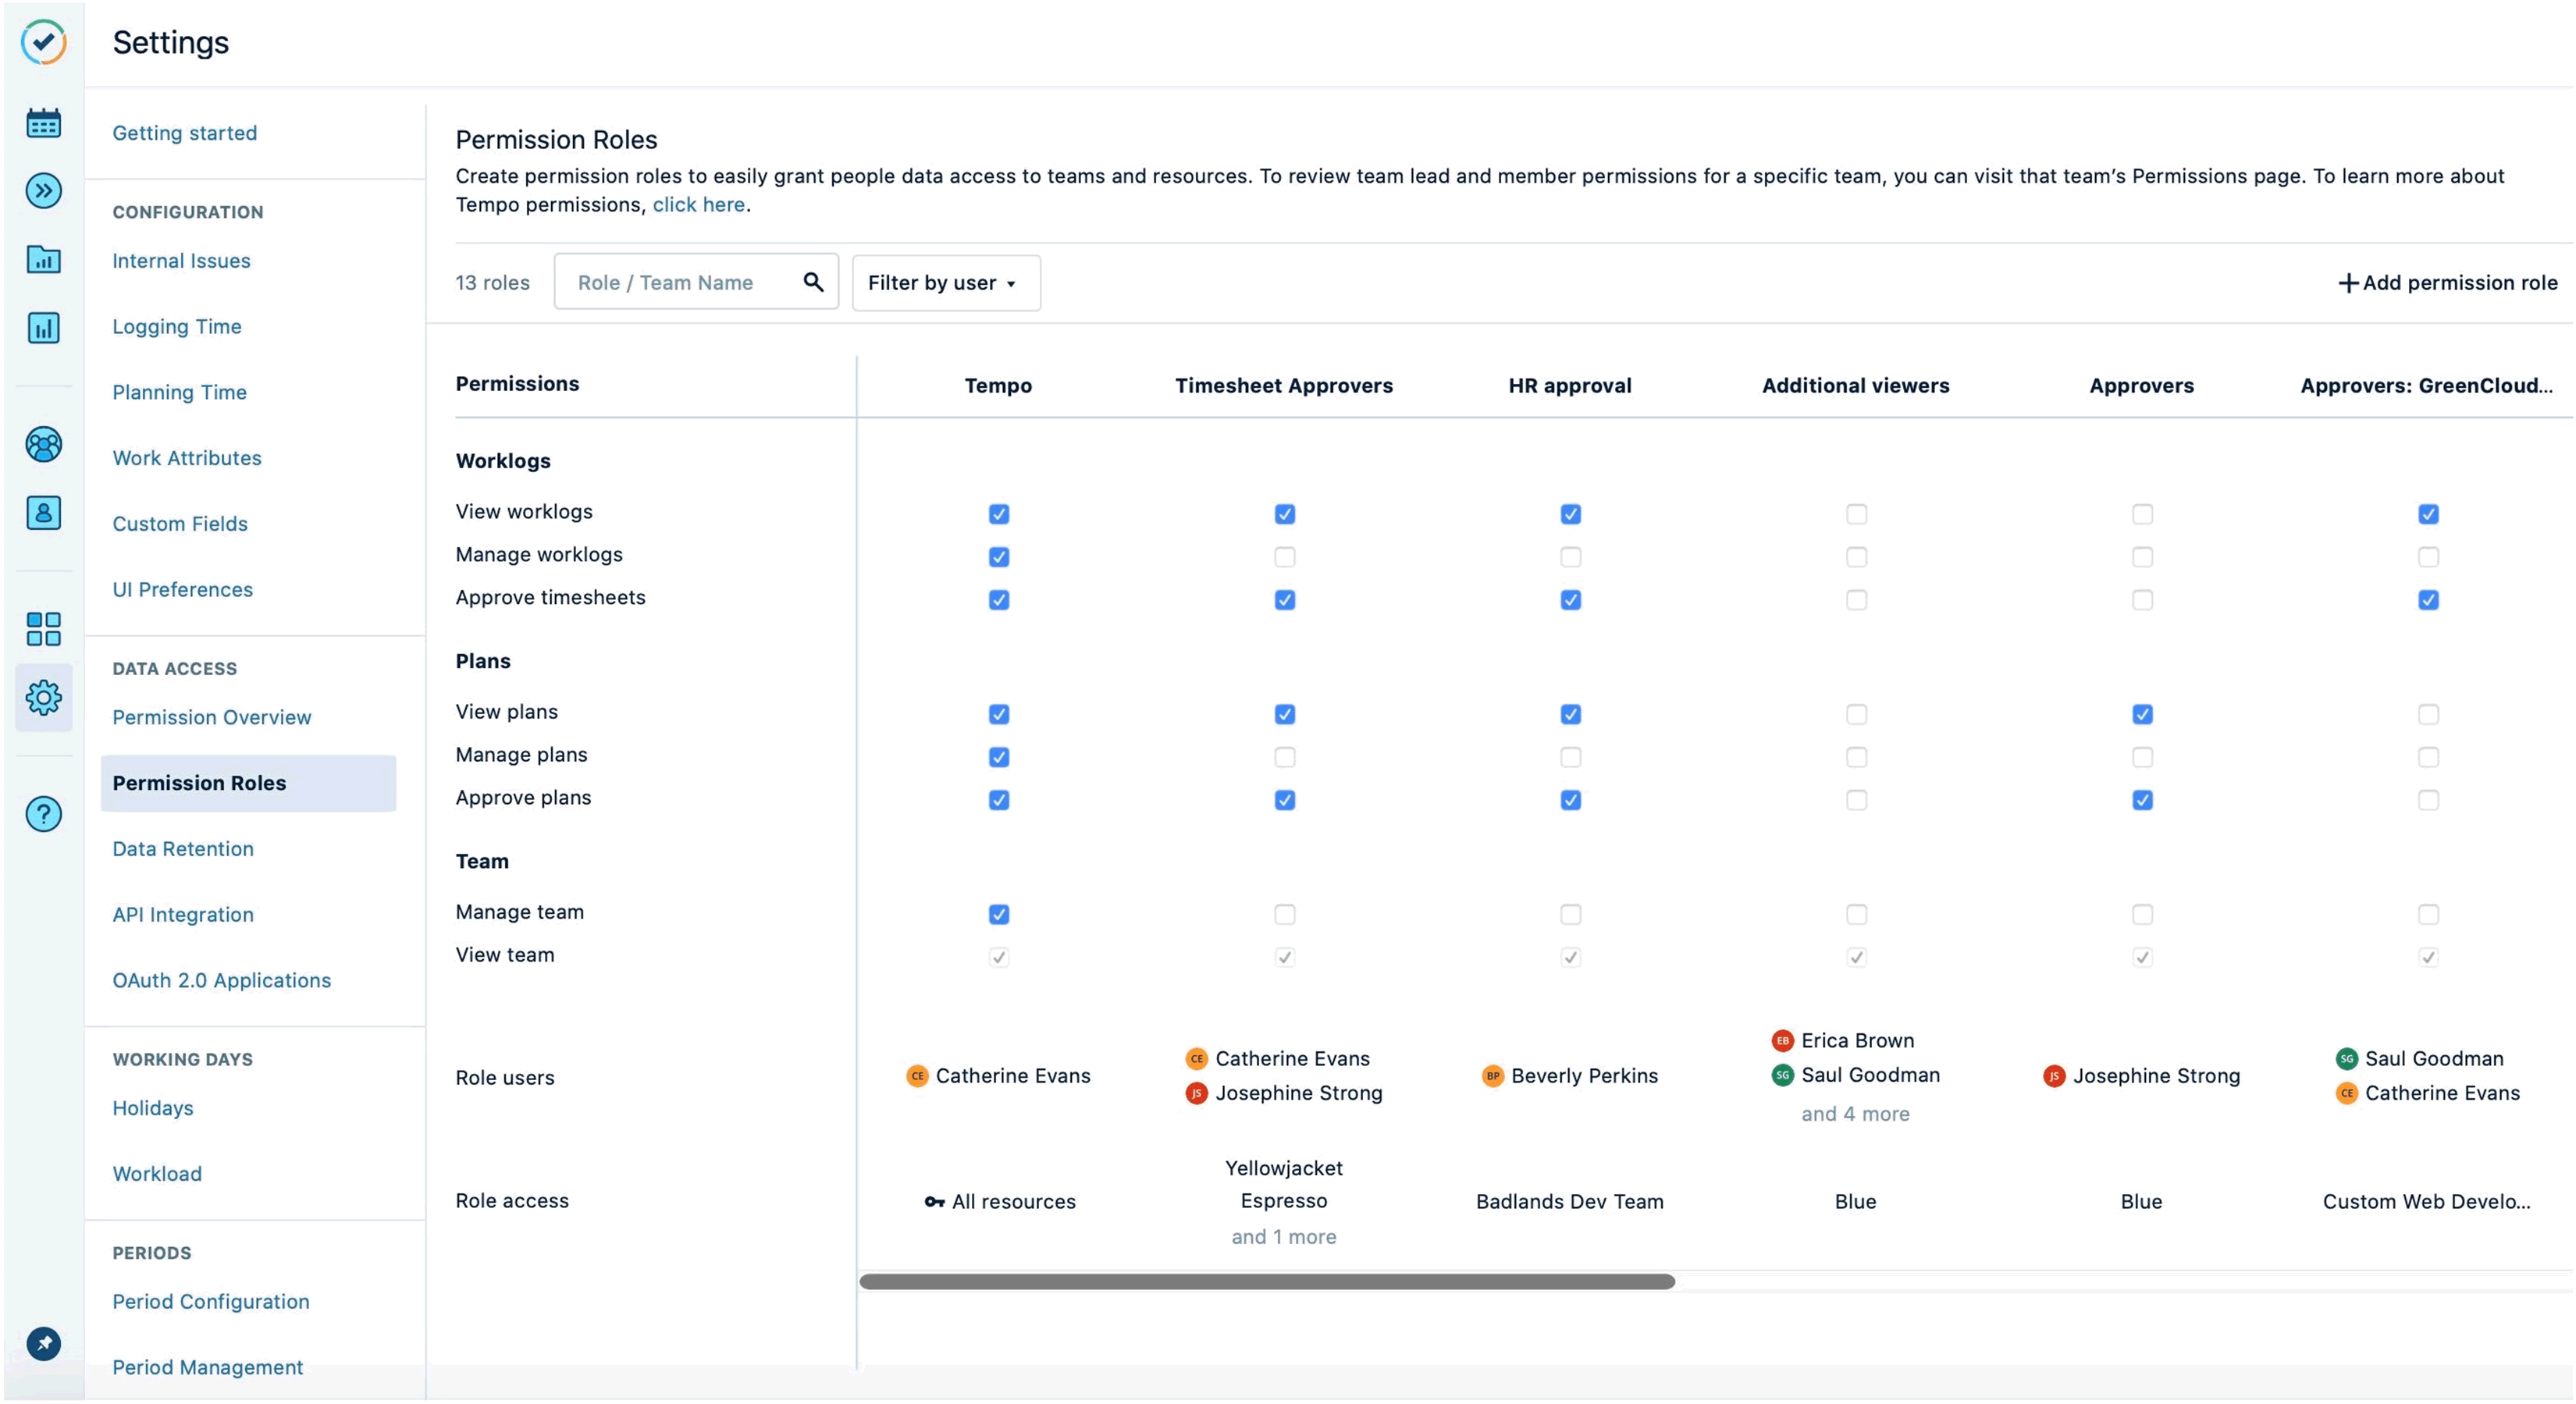 Settings
Getting started
CONFIGURATION
Internal Issues
Logging Time
Planning Time
Work Attributes
Custom Fields
UI Preferences
DATA ACCESS
Permission Overview
Permission Roles
Data Retention
API Integration
OAuth 2.0 Applications
WORKING DAYS
Holidays
Workload
PERIODS
Period Configuration
Period Management
Permission Roles
Create permission roles to easily grant people data access to teams and resources. To review team lead and member permissions for a specific team, you can visit that team's Permissions page. To learn more about
Tempo permissions, click here.
13 roles Role / Team Name Filter by user + Add permission role
Permissions Tempo Timesheet Approvers HR approval Additional viewers Approvers Approvers: GreenCloud...
Worklogs
View worklogs
Manage worklogs
Approve timesheets
Plans
View plans
Manage plans
Approve plans
Team
Manage team
View team
Role users
CE Catherine Evans
CE Catherine Evans
JS Josephine Strong
BP Beverly Perkins
EB Erica Brown
SG Saul Goodman
and 4 more
JS Josephine Strong
SG Saul Goodman
CE Catherine Evans
Role access
All resources
Yellowjacket
Espresso
and 1 more
Badlands Dev Team
Blue
Blue
Custom Web Develo...
?